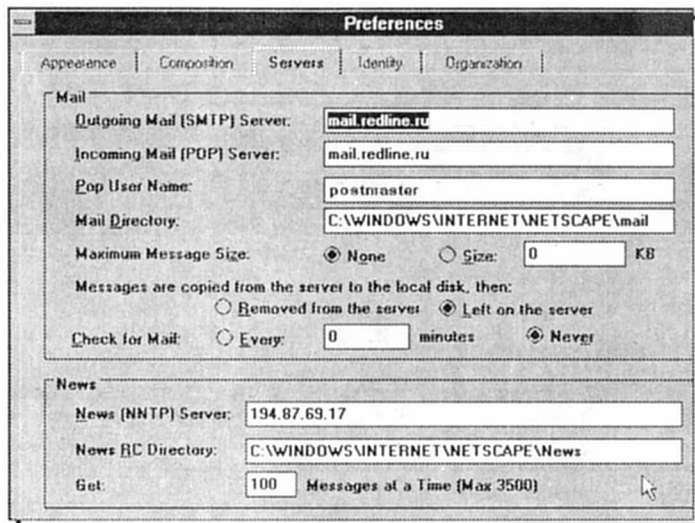 Preferences
Appearance Composition Servers Identity Organization
Mail
Outgoing Mail (SMTP) Server: mail.redline.ru
Incoming Mail (POP) Server: mail.redline.ru
Pop User Name: postmaster
Mail Directory: C:\WINDOWS\INTERNET\NETSCAPE\mail
Maximum Message Size: None Size: 0 KB
Messages are copied from the server to the local disk, then:
Removed from the server Left on the server
Check for Mail: Every: 0 minutes Never
News
News (NNTP) Server: 194.87.69.17
News RC Directory: C:\WINDOWS\INTERNET\NETSCAPE\News
Get: 100 Messages at a Time (Max 3500)